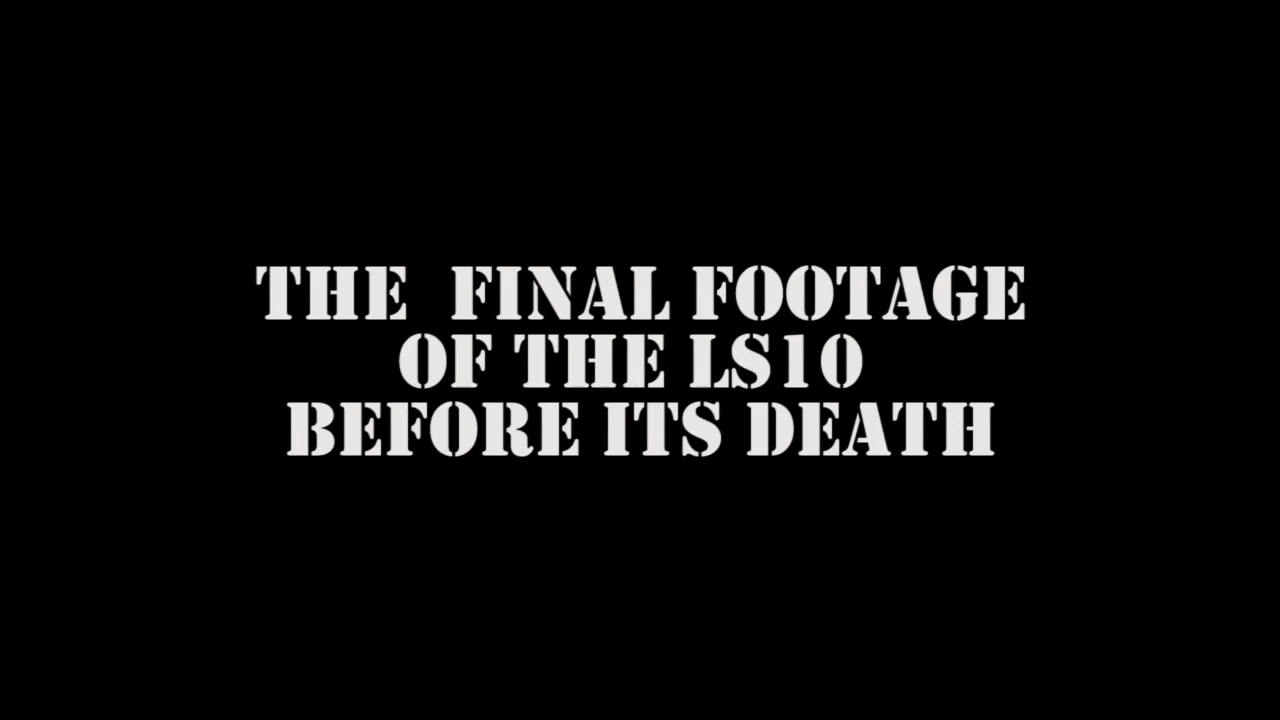 THE  FINAL FOOTAGE
OF THE LS10
BEFORE ITS DEATH